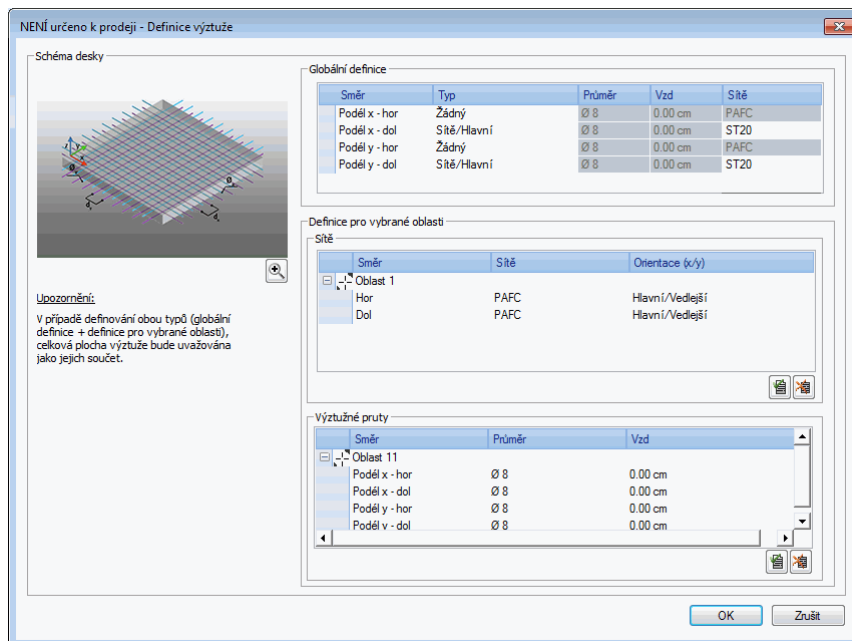 NENÍ určeno k prodeji - Definice výztuže
Schéma desky
Upozornění:
V případě definování obou typů (globální
definice + definice pro vybrané oblasti),
celková plocha výztuže bude uvažována
jako jejich součet.
Globální definice
Směr Typ Průměr Vzd Sítě
Podél x - hor Žádný Ø 8 0.00 cm PAFC
Podél x - dol Sítě/Hlavní Ø 8 0.00 cm ST20
Podél y - hor Žádný Ø 8 0.00 cm PAFC
Podél y - dol Sítě/Hlavní Ø 8 0.00 cm ST20
Definice pro vybrané oblasti
Sítě
Směr Sítě Orientace (x/y)
Oblast 1
Hor PAFC Hlavní/Vedlejší
Dol PAFC Hlavní/Vedlejší
Výztužné pruty
Směr Průměr Vzd
Oblast 11
Podél x - hor Ø 8 0.00 cm
Podél x - dol Ø 8 0.00 cm
Podél y - hor Ø 8 0.00 cm
Podél y - dol Ø 8 0.00 cm
OK Zrušit